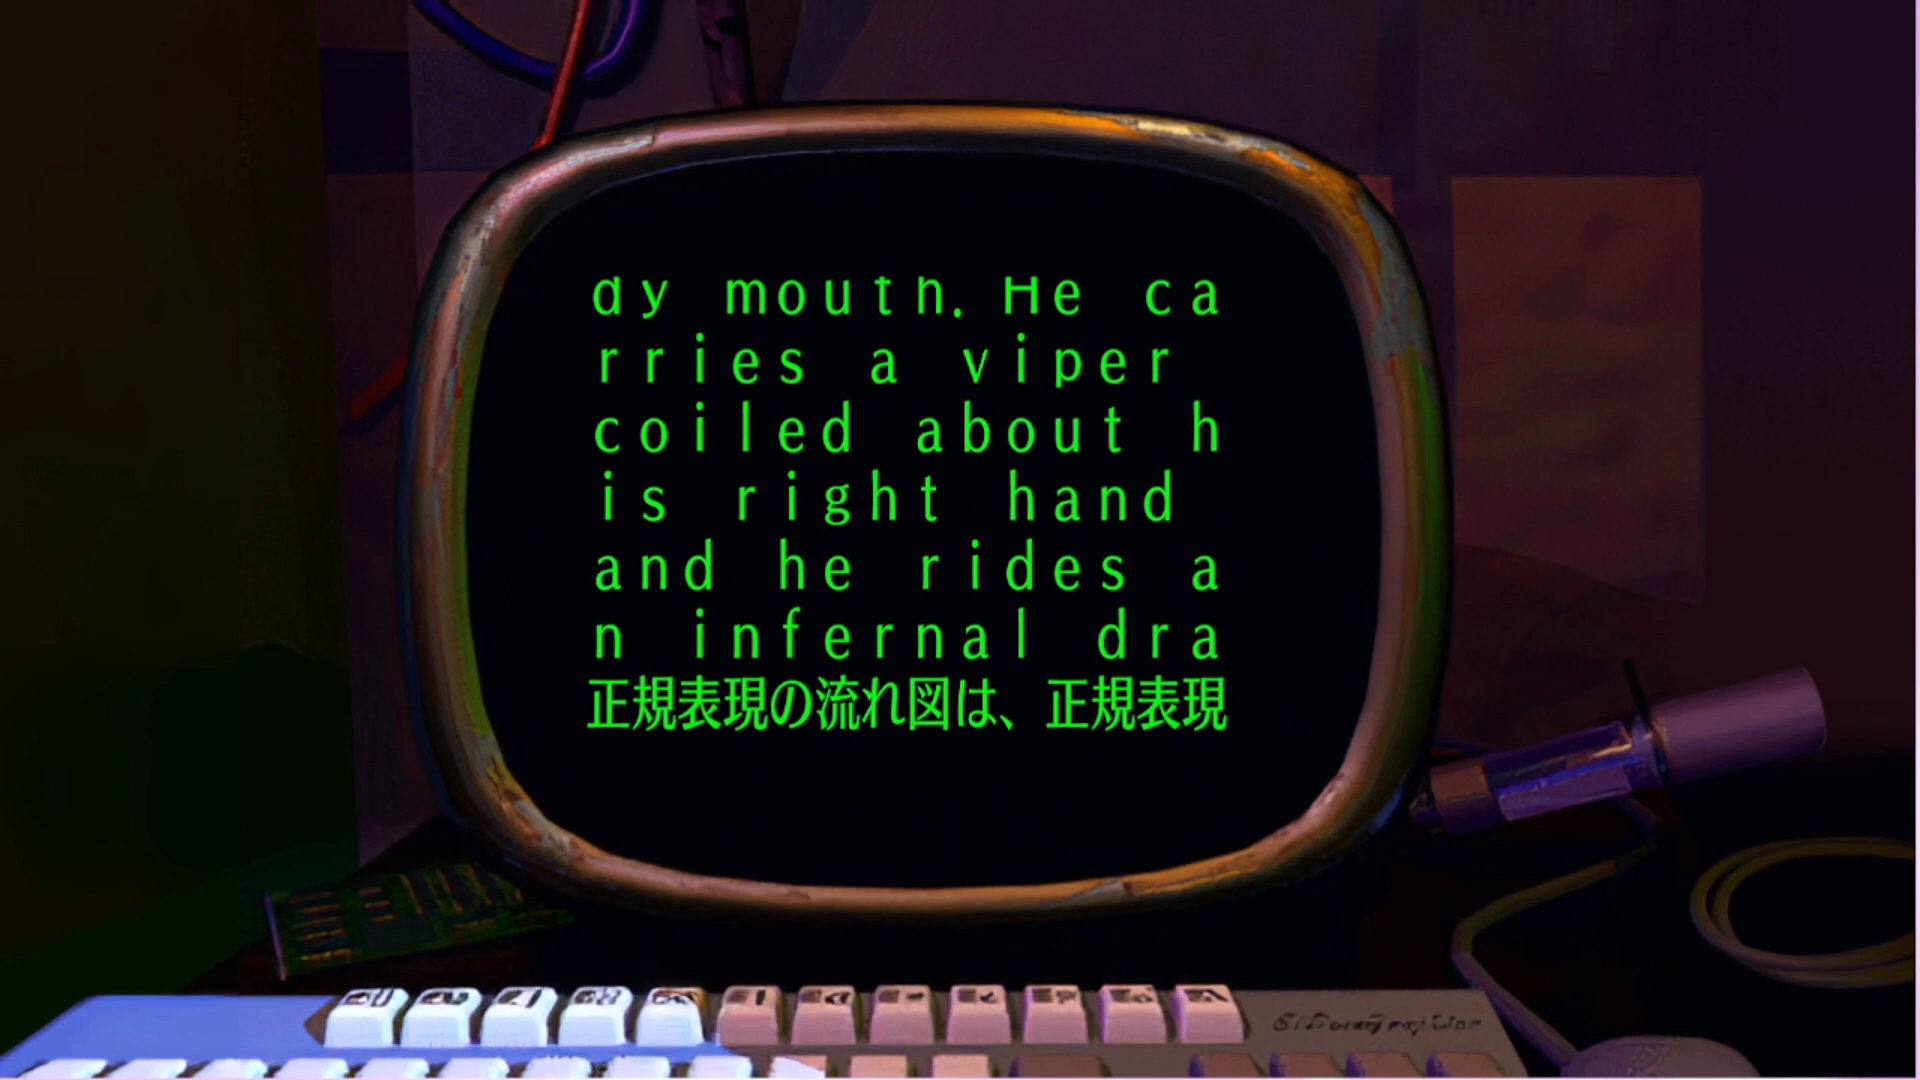 dy mouth. He ca
rries a viper
coiled about h
is right hand
and he rides a
n infernal dra
正規表現の流れ図は、正規表現